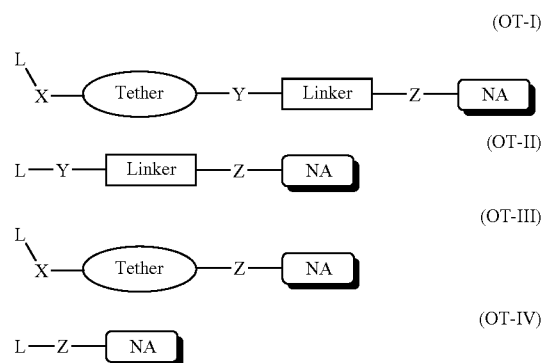 (OT-I)
L
X Tether Y Linker Z NA
(OT-II)
L Y Linker Z NA
(OT-III)
L
X Tether Z NA
(OT-IV)
L Z NA